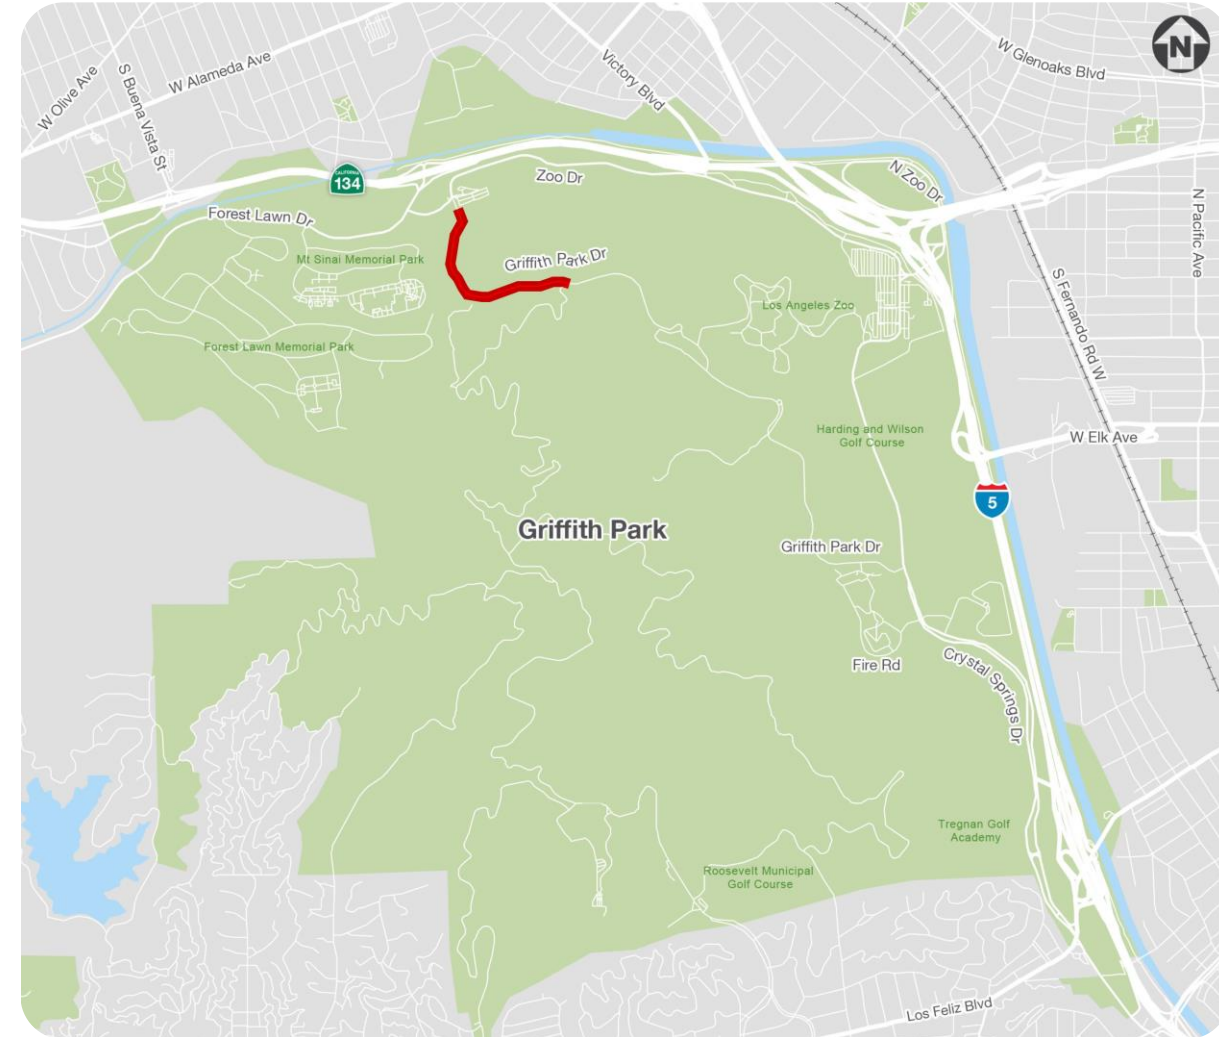 N
W Glenoaks Blvd
W Olive Ave
S Buena Vista St
W Alameda Ave
Victory Blvd
CALIFORNIA
134
Zoo Dr
N Zoo Dr
N Pacific Ave
Forest Lawn Dr
Mt Sinai Memorial Park
Griffith Park Dr
Los Angeles Zoo
S Fernando Rd W
Forest Lawn Memorial Park
Harding and Wilson
Golf Course
W Elk Ave
5
Griffith Park
Griffith Park Dr
Fire Rd
Crystal Springs Dr
Tregnan Golf
Academy
Roosevelt Municipal
Golf Course
Los Feliz Blvd